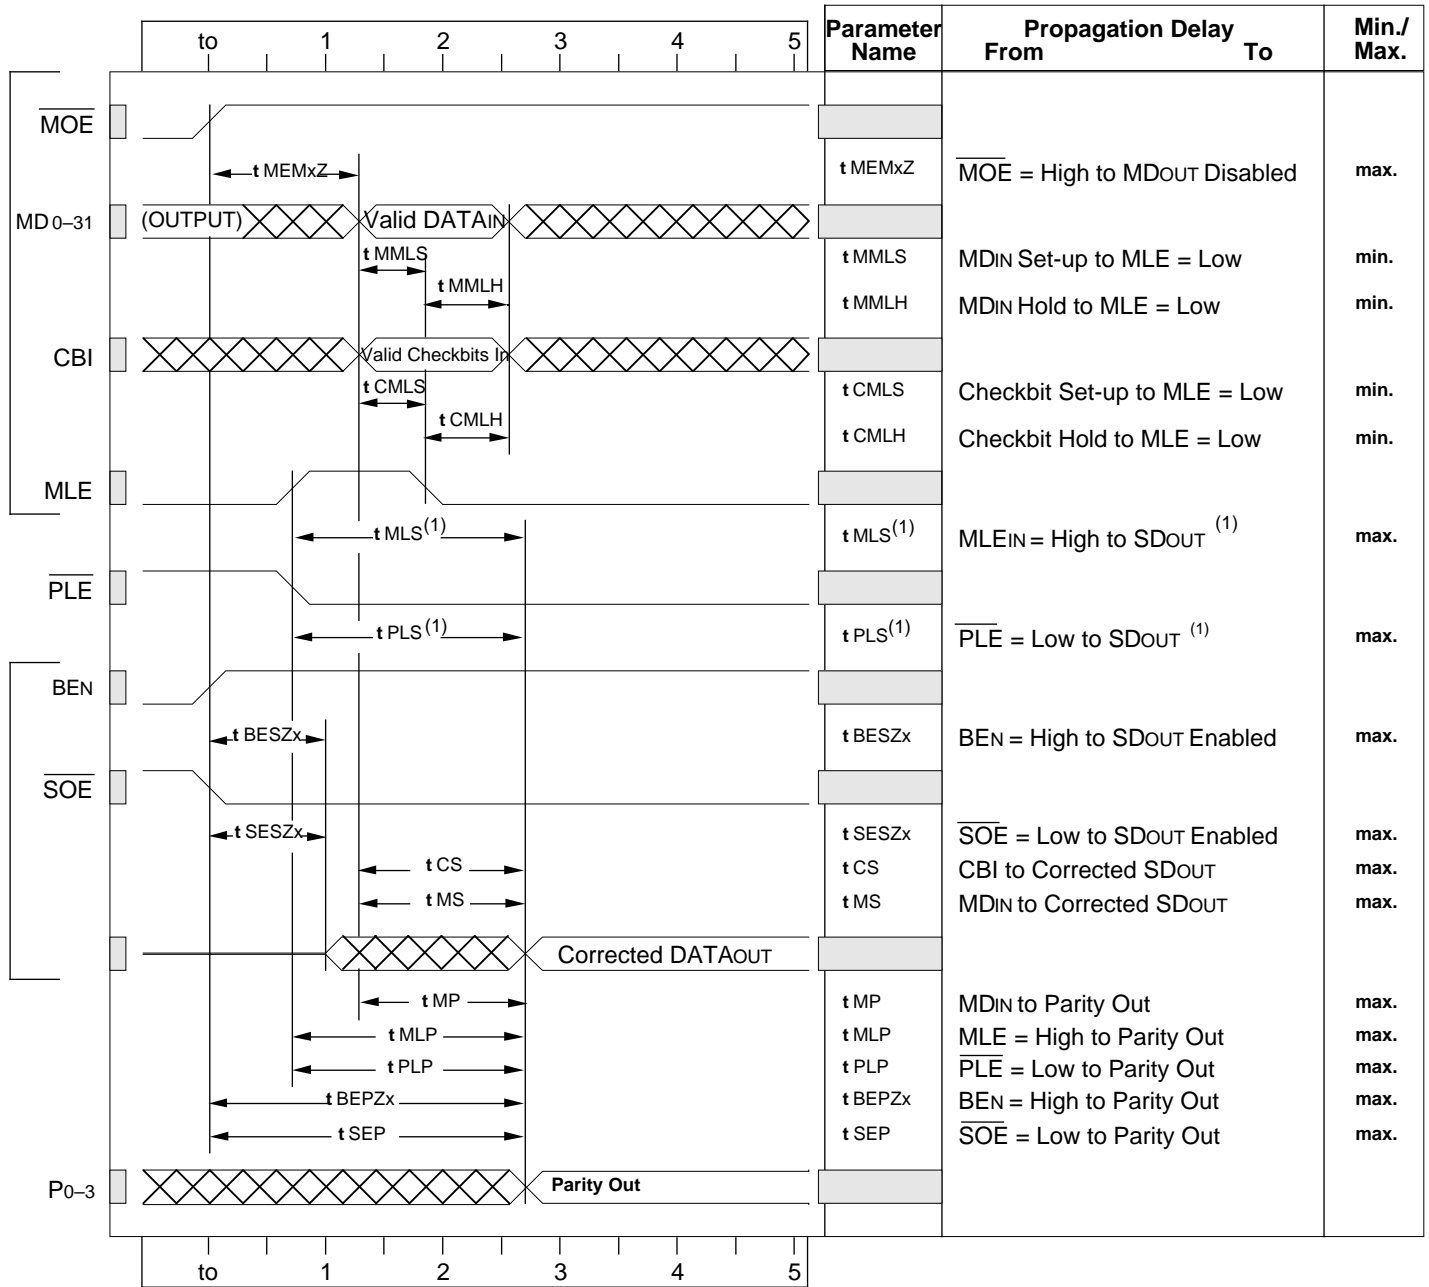 to 1 2 3 4 5
Parameter Name
Propagation Delay
From To
Min./ Max.
MOE
t MEMxZ
t MEMxZ MOE = High to MDOUT Disabled max.
MD 0–31
(OUTPUT)
Valid DATAIN
t MMLS
t MMLS MDIN Set-up to MLE = Low min.
t MMLH
t MMLH MDIN Hold to MLE = Low min.
CBI
Valid Checkbits In
t CMLS
t CMLS Checkbit Set-up to MLE = Low min.
t CMLH
t CMLH Checkbit Hold to MLE = Low min.
MLE
t MLS(1)
t MLS(1) MLEIN = High to SDOUT (1) max.
PLE
t PLS(1)
t PLS(1) PLE = Low to SDOUT (1) max.
BEN
t BESZx
t BESZx BEN = High to SDOUT Enabled max.
SOE
t SESZx
t SESZx SOE = Low to SDOUT Enabled max.
t CS
t CS CBI to Corrected SDOUT max.
t MS
t MS MDIN to Corrected SDOUT max.
Corrected DATAOUT
t MP
t MP MDIN to Parity Out max.
t MLP
t MLP MLE = High to Parity Out max.
t PLP
t PLP PLE = Low to Parity Out max.
t BEPZx
t BEPZx BEN = High to Parity Out max.
t SEP
t SEP SOE = Low to Parity Out max.
P0–3
Parity Out
to 1 2 3 4 5